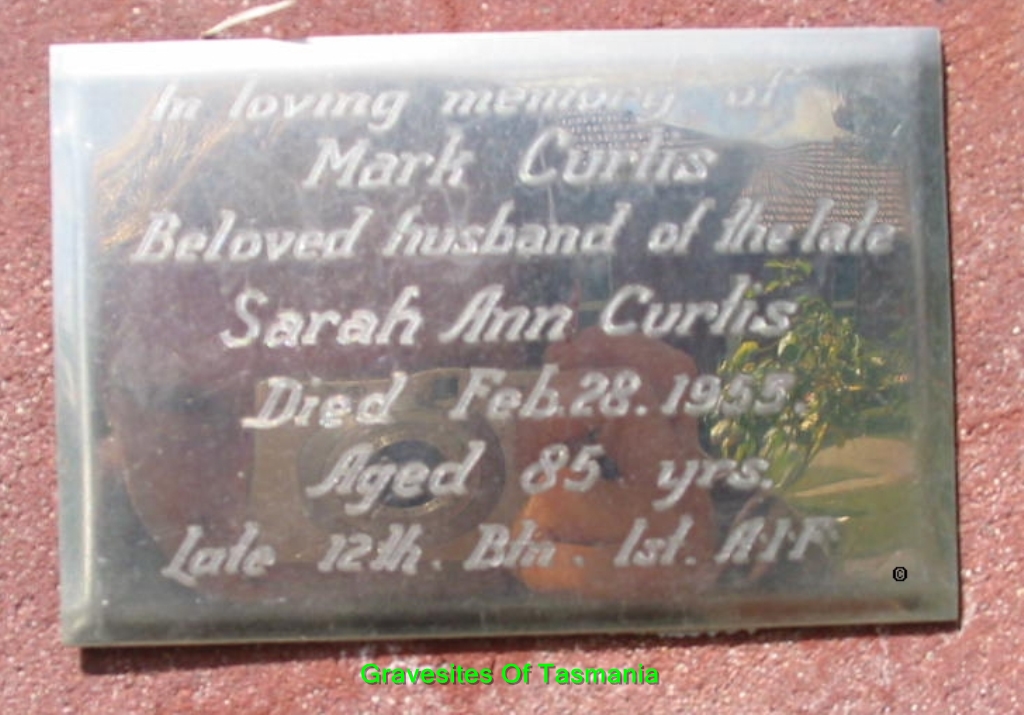 In loving memory of
Mark Curtis
Beloved husband of the late
Sarah Ann Curtis
Died Feb. 28. 1955.
Aged 85 yrs.
Late 12th. Btn. 1st. A.I.F.
©
Gravesites Of Tasmania